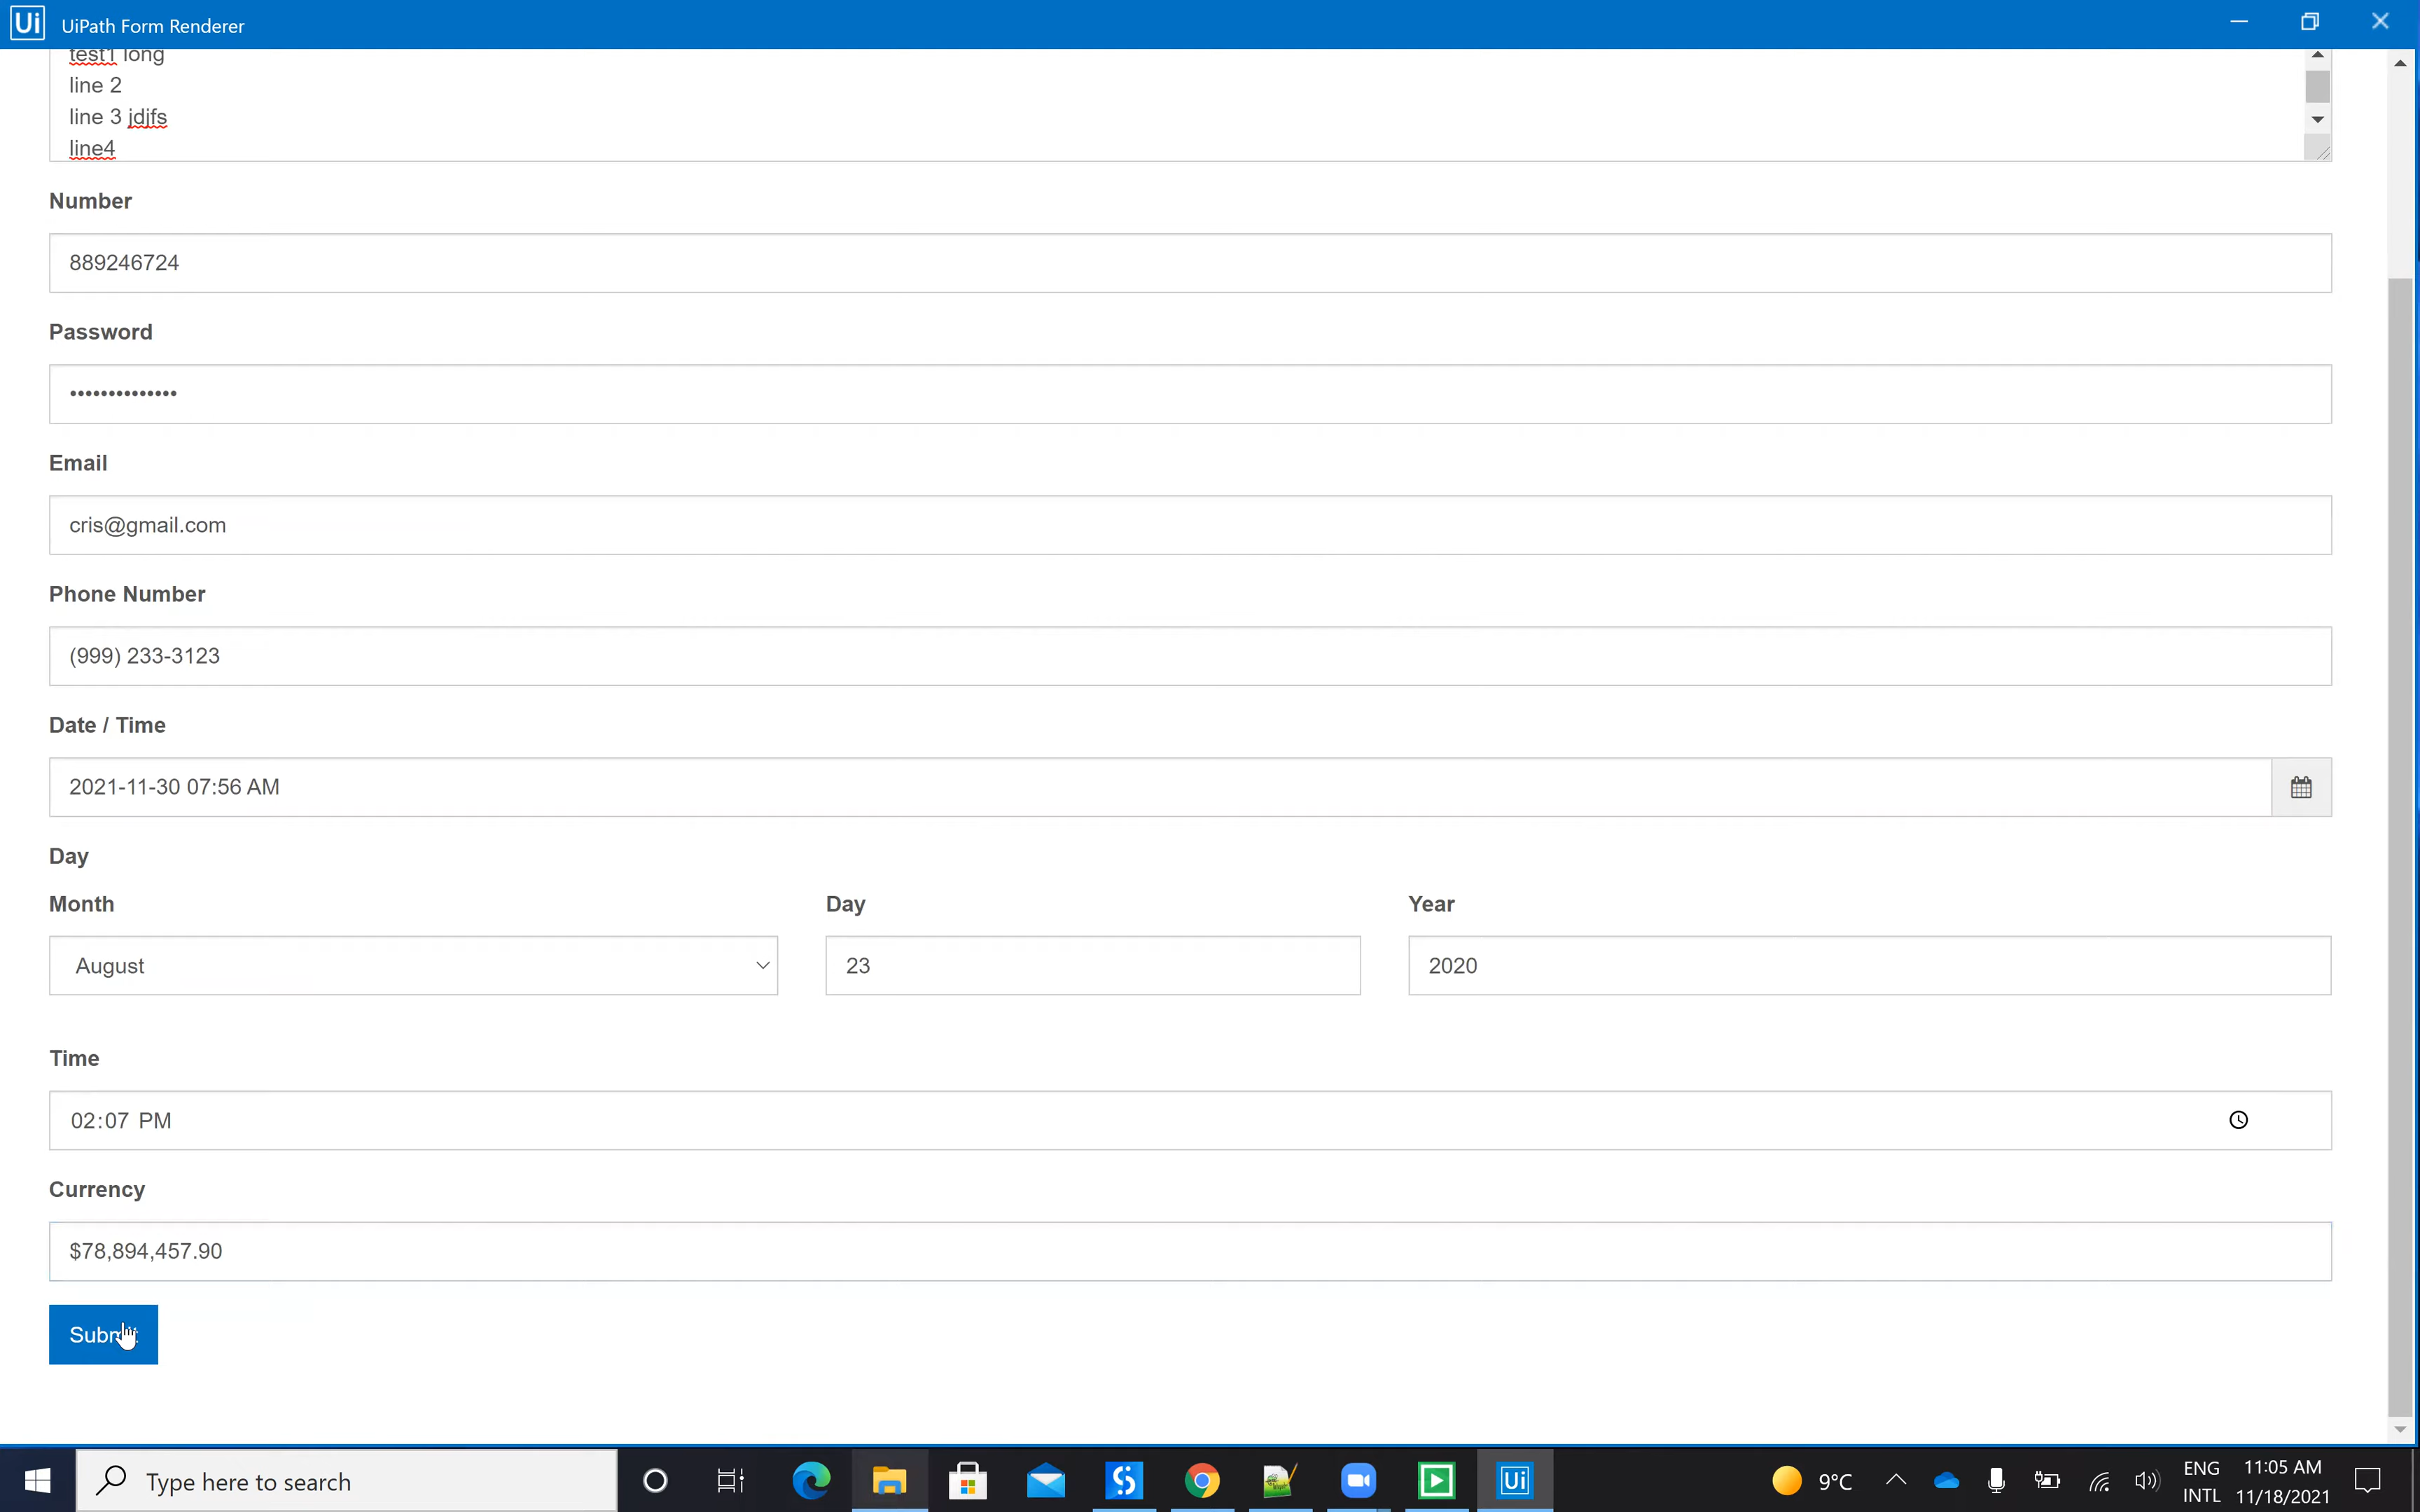 Ui UiPath Form Renderer
test1 long
line 2
line 3 jdjfs
line4
Number
889246724
Password
••••••••••••••
Email
cris@gmail.com
Phone Number
(999) 233-3123
Date / Time
2021-11-30 07:56 AM
Day
Month Day Year
August 23 2020
Time
02:07 PM
Currency
$78,894,457.90
Submit
Type here to search
Ui
9°C
ENG 11:05 AM
INTL 11/18/2021